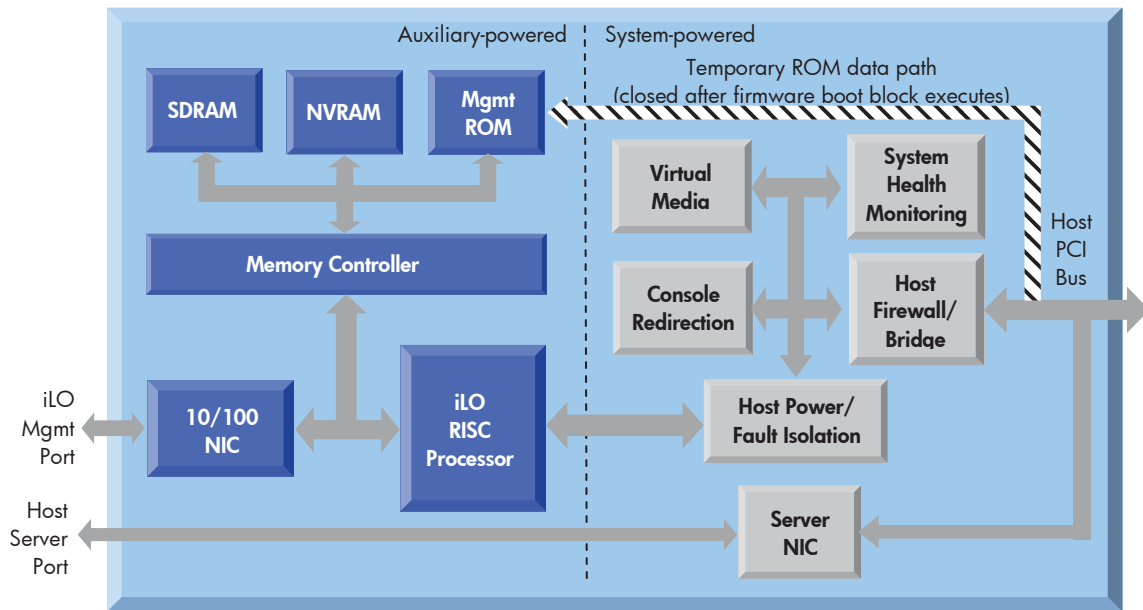 Auxiliary-powered
System-powered
Temporary ROM data path
(closed after firmware boot block executes)
SDRAM
NVRAM
Mgmt
ROM
Virtual
Media
System
Health
Monitoring
Host
PCI
Bus
Memory Controller
Console
Redirection
Host
Firewall/
Bridge
iLO
Mgmt
Port
10/100
NIC
iLO
RISC
Processor
Host Power/
Fault Isolation
Host
Server
Port
Server
NIC